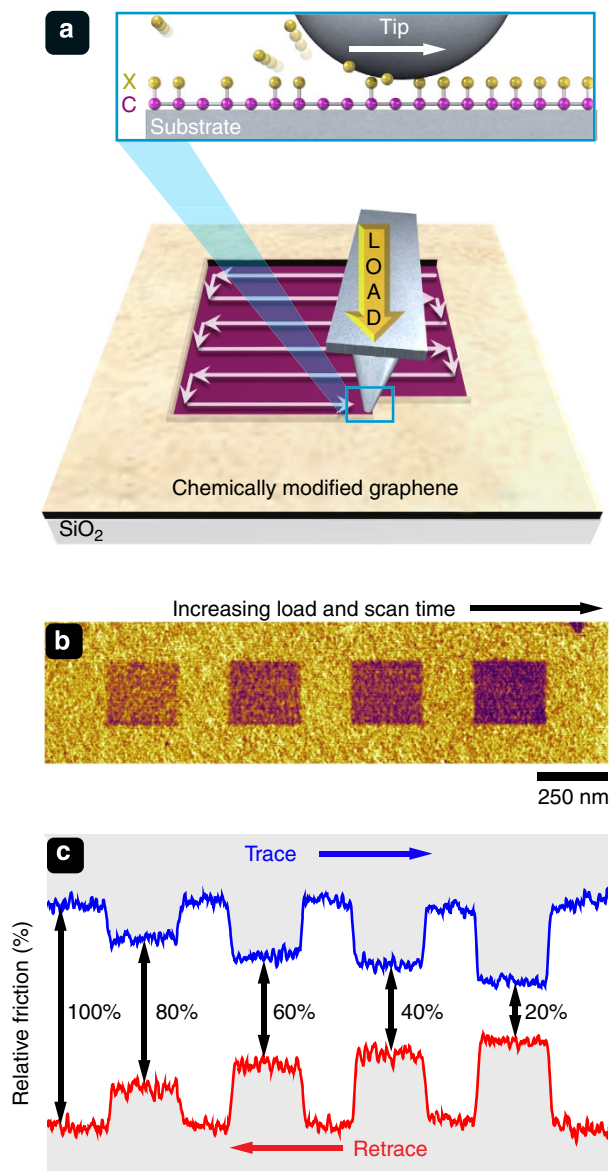 a
Tip
X
C
Substrate
LOAD
Chemically modified graphene
SiO2
Increasing load and scan time
b
250 nm
c
Trace
Relative friction (%)
100%
80%
60%
40%
20%
Retrace